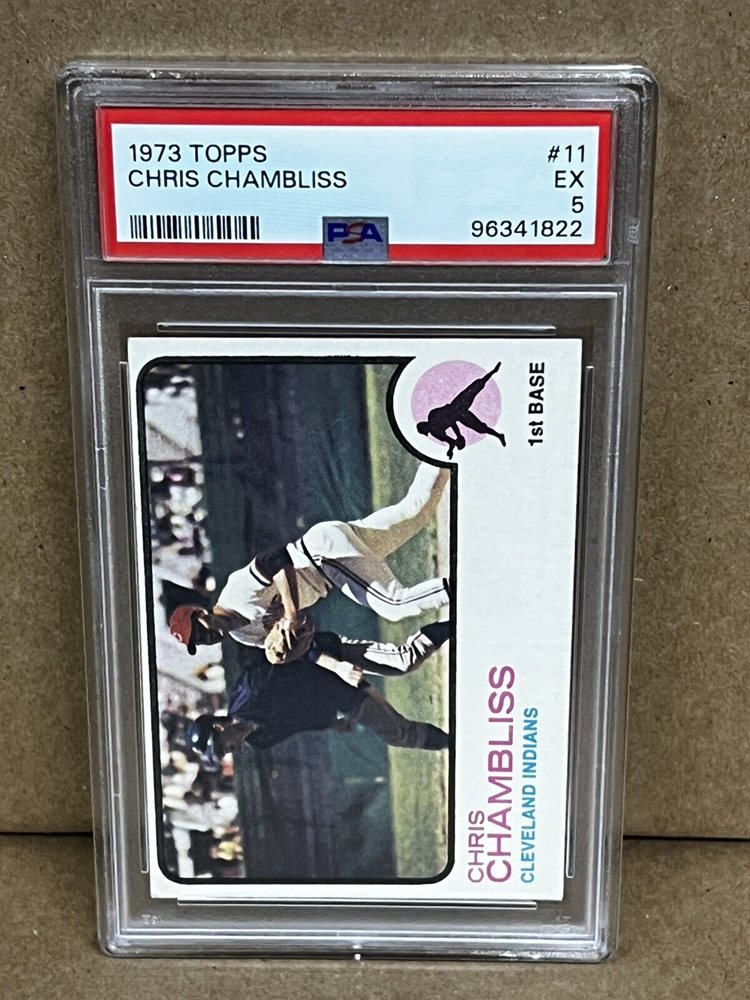 1973 TOPPS #11
CHRIS CHAMBLISS EX
5
PSA 96341822
1st BASE
CHRIS
CHAMBLISS
CLEVELAND INDIANS